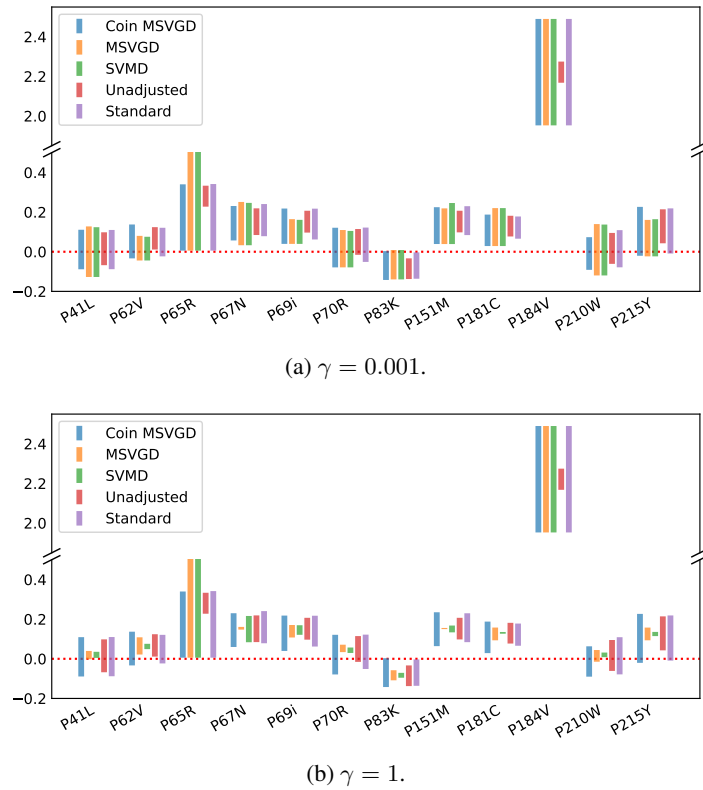 2.4
2.2
2.0
0.4
0.2
0.0
−0.2
Coin MSVGD
MSVGD
SVMD
Unadjusted
Standard
P41L P62V P65R P67N P69i P70R P83K P151M P181C P184V P210W P215Y
(a) γ = 0.001.
2.4
2.2
2.0
0.4
0.2
0.0
−0.2
Coin MSVGD
MSVGD
SVMD
Unadjusted
Standard
P41L P62V P65R P67N P69i P70R P83K P151M P181C P184V P210W P215Y
(b) γ = 1.